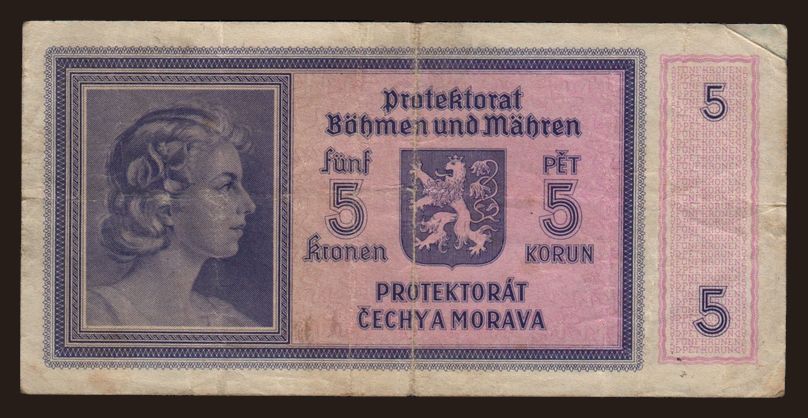 Protektorat
Böhmen und Mähren
fünf PĚT
5 5
Kronen KORUN
PROTEKTORÁT
ČECHY A MORAVA
5
5